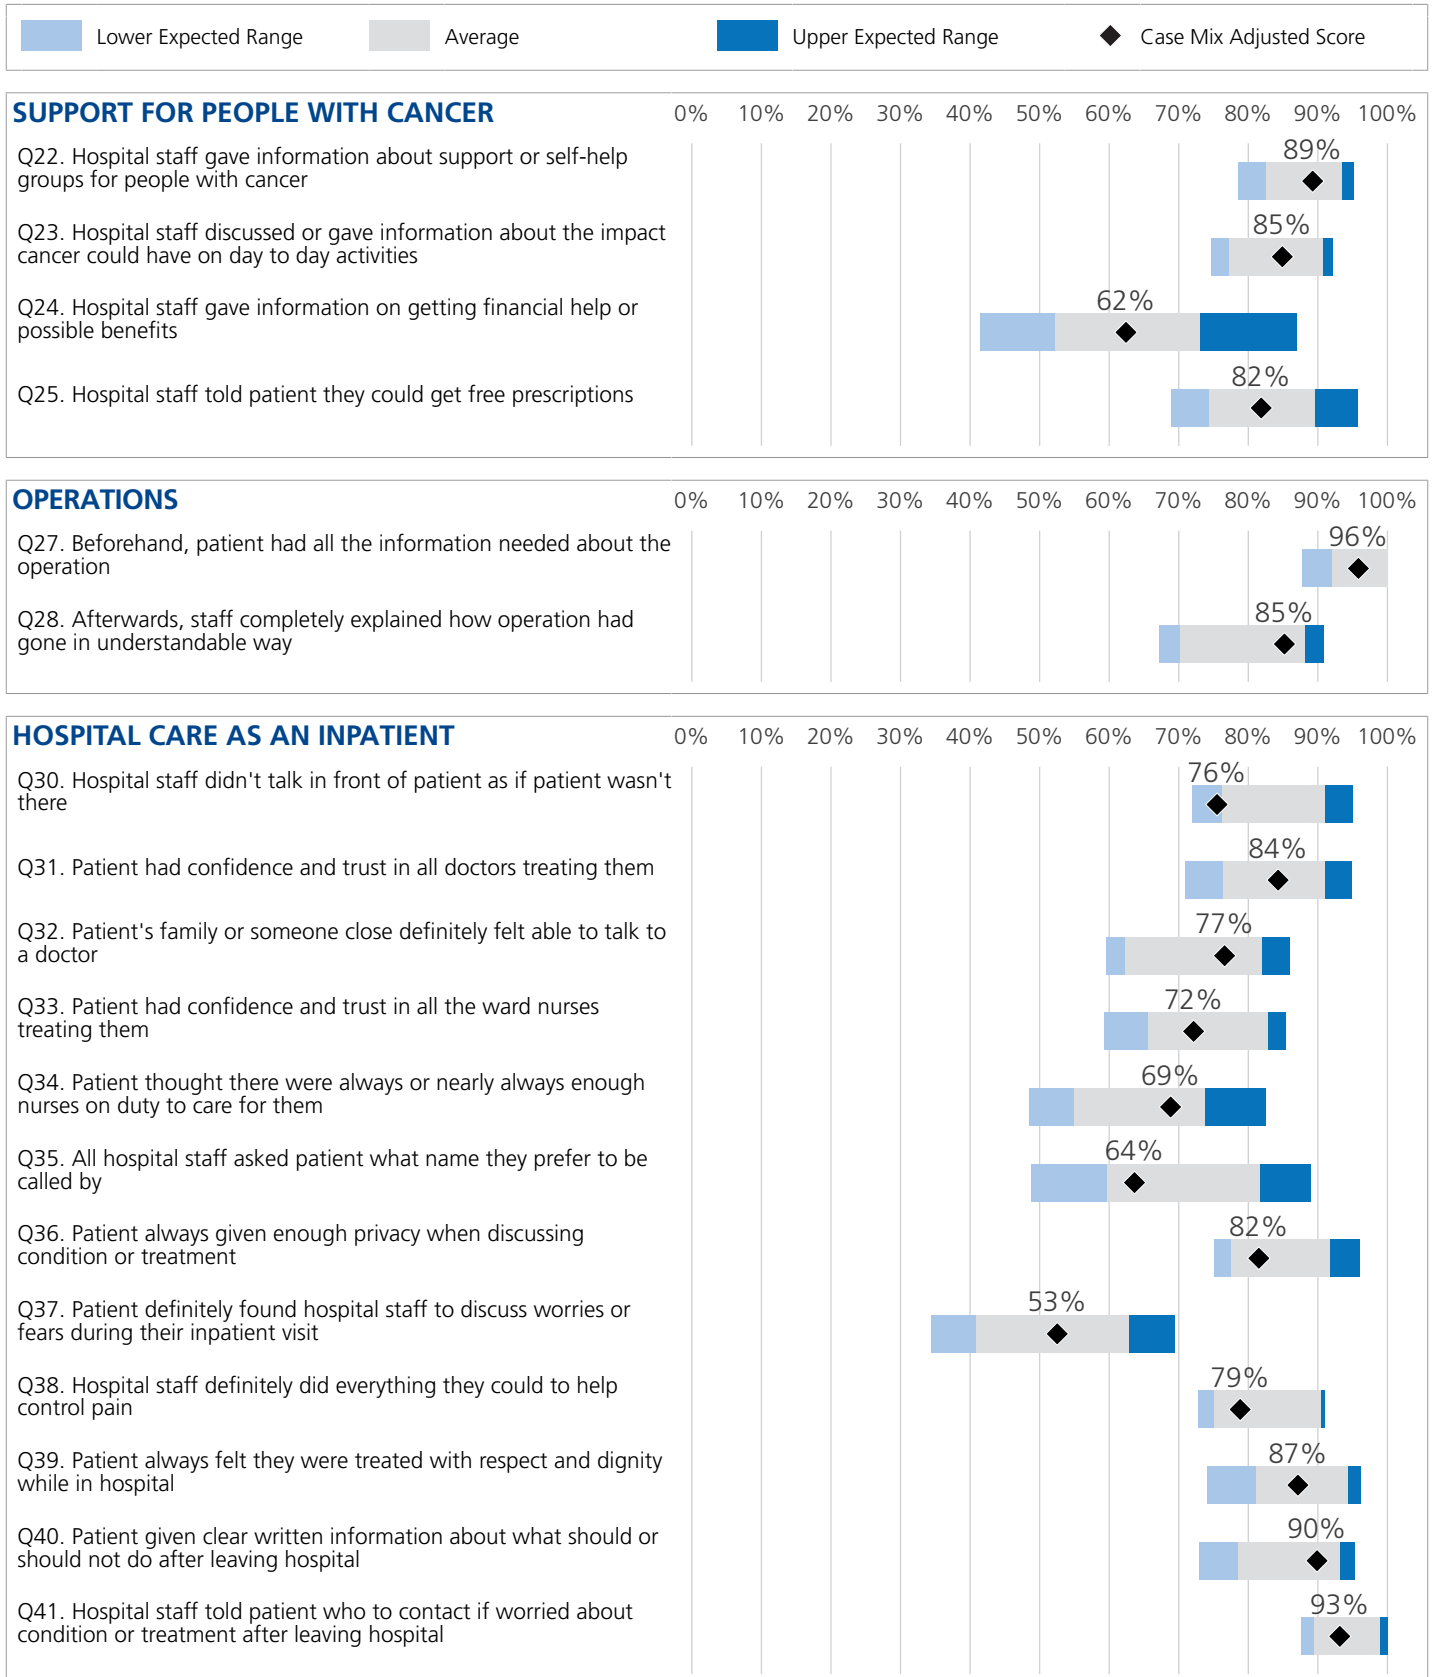 Lower Expected Range Average Upper Expected Range Case Mix Adjusted Score
SUPPORT FOR PEOPLE WITH CANCER 0% 10% 20% 30% 40% 50% 60% 70% 80% 90% 100%
Q22. Hospital staff gave information about support or self-help
groups for people with cancer
89%
Q23. Hospital staff discussed or gave information about the impact
cancer could have on day to day activities
85%
Q24. Hospital staff gave information on getting financial help or
possible benefits
62%
Q25. Hospital staff told patient they could get free prescriptions
82%
OPERATIONS 0% 10% 20% 30% 40% 50% 60% 70% 80% 90% 100%
Q27. Beforehand, patient had all the information needed about the
operation
96%
Q28. Afterwards, staff completely explained how operation had
gone in understandable way
85%
HOSPITAL CARE AS AN INPATIENT 0% 10% 20% 30% 40% 50% 60% 70% 80% 90% 100%
Q30. Hospital staff didn't talk in front of patient as if patient wasn't
there
76%
Q31. Patient had confidence and trust in all doctors treating them
84%
Q32. Patient's family or someone close definitely felt able to talk to
a doctor
77%
Q33. Patient had confidence and trust in all the ward nurses
treating them
72%
Q34. Patient thought there were always or nearly always enough
nurses on duty to care for them
69%
Q35. All hospital staff asked patient what name they prefer to be
called by
64%
Q36. Patient always given enough privacy when discussing
condition or treatment
82%
Q37. Patient definitely found hospital staff to discuss worries or
fears during their inpatient visit
53%
Q38. Hospital staff definitely did everything they could to help
control pain
79%
Q39. Patient always felt they were treated with respect and dignity
while in hospital
87%
Q40. Patient given clear written information about what should or
should not do after leaving hospital
90%
Q41. Hospital staff told patient who to contact if worried about
condition or treatment after leaving hospital
93%